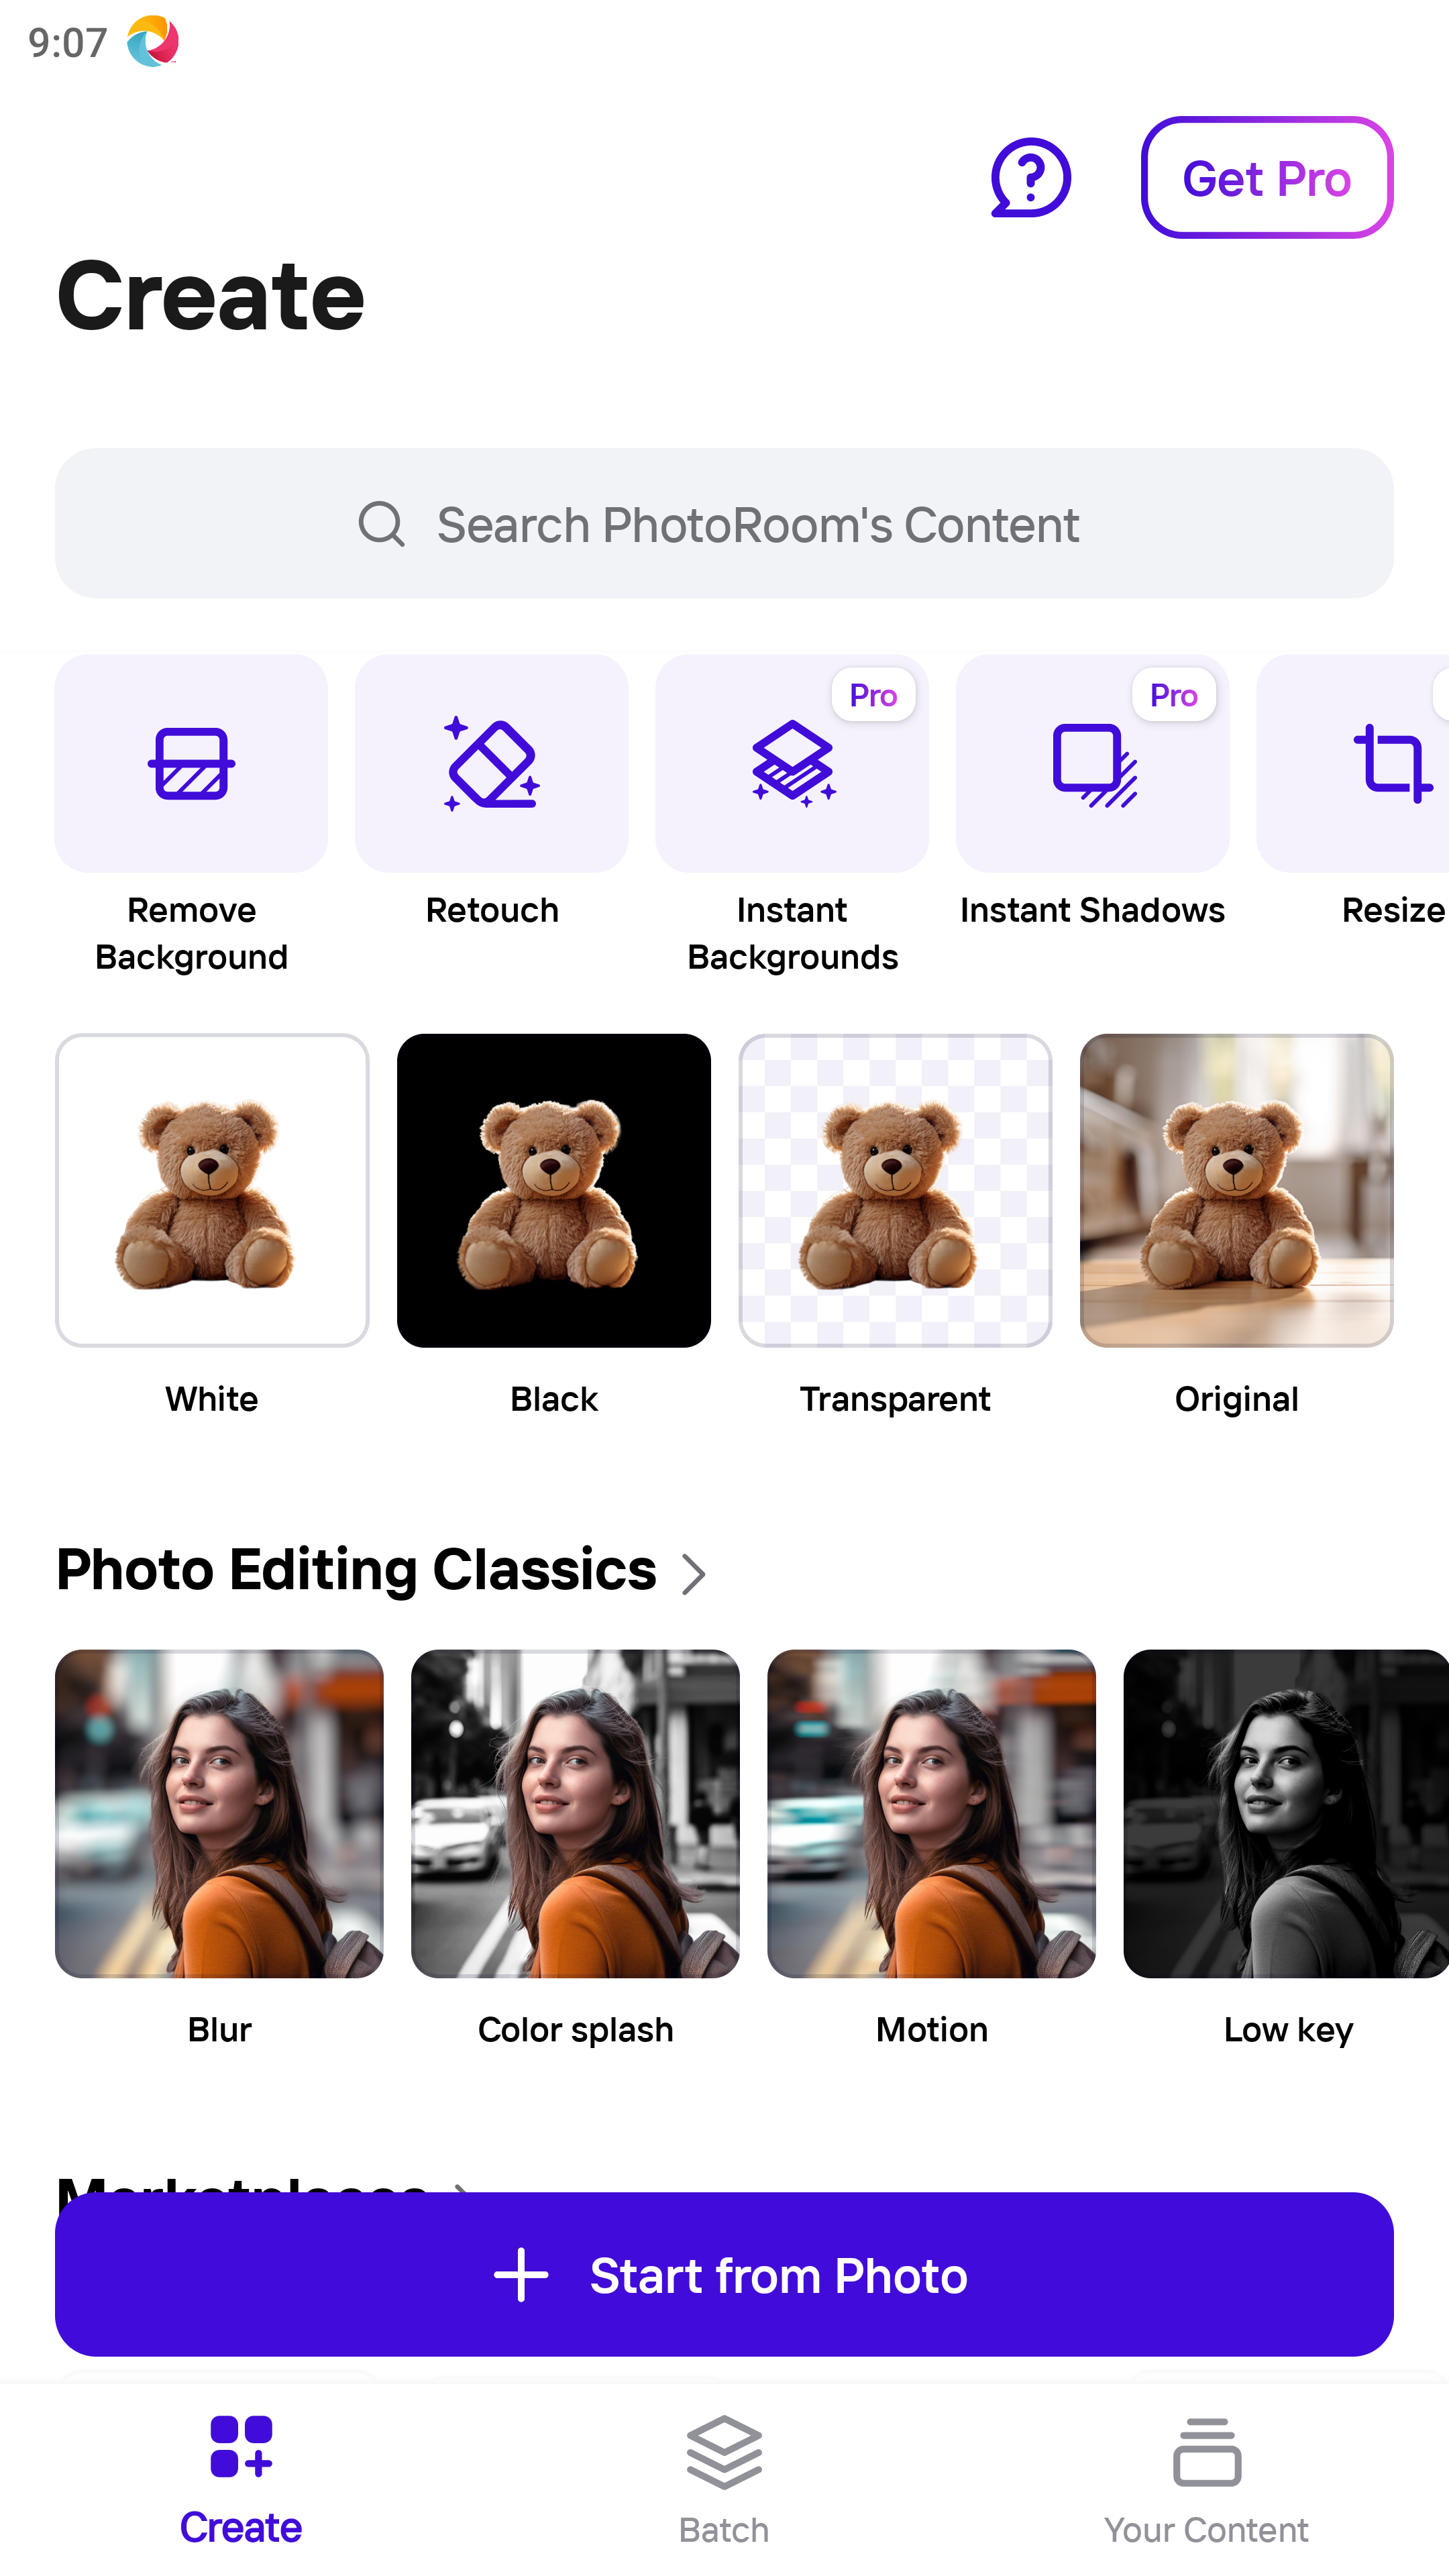 9:07
Get Pro
Create
Search PhotoRoom's Content
Pro
Pro
Remove
Background
Retouch
Instant
Backgrounds
Instant Shadows
Resize
White
Black
Transparent
Original
Photo Editing Classics
Blur
Color splash
Motion
Low key
Marketplaces
Start from Photo
Create
Batch
Your Content